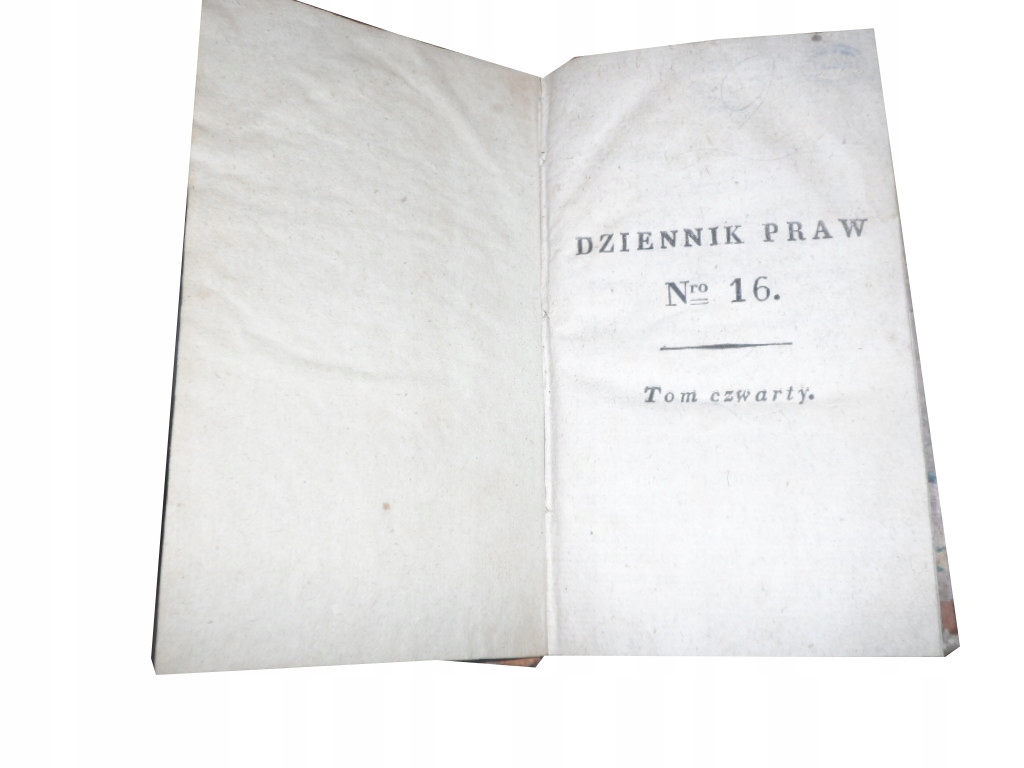 DZIENNIK PRAW
Nro 16.
Tom czwarty.